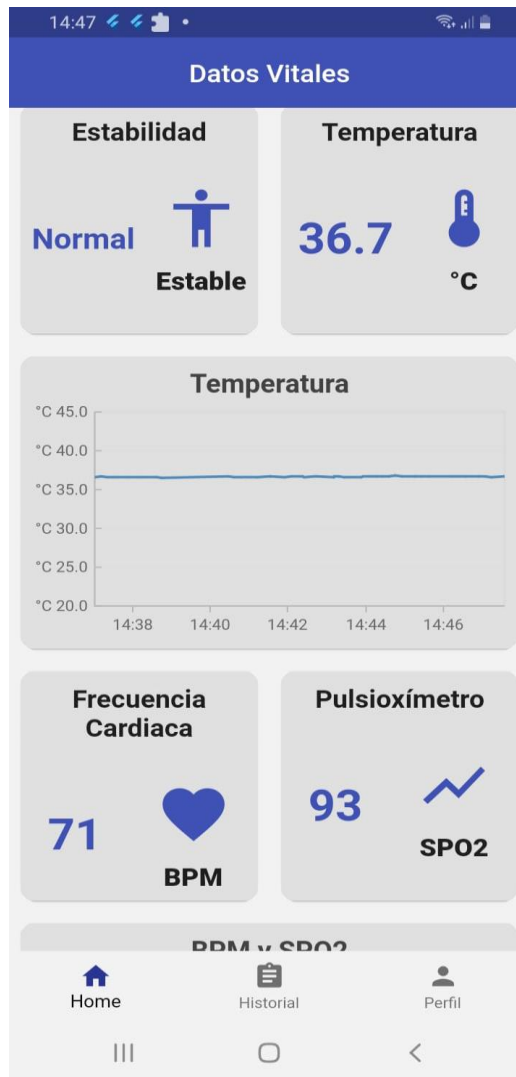 14:47
Datos Vitales
Estabilidad
Normal
Estable
Temperatura
36.7
°C
Temperatura
°C 45.0
°C 40.0
°C 35.0
°C 30.0
°C 25.0
°C 20.0
14:38 14:40 14:42 14:44 14:46
Frecuencia
Cardiaca
71
BPM
Pulsioxímetro
93
SPO2
BPM y SPO2
Home
Historial
Perfil